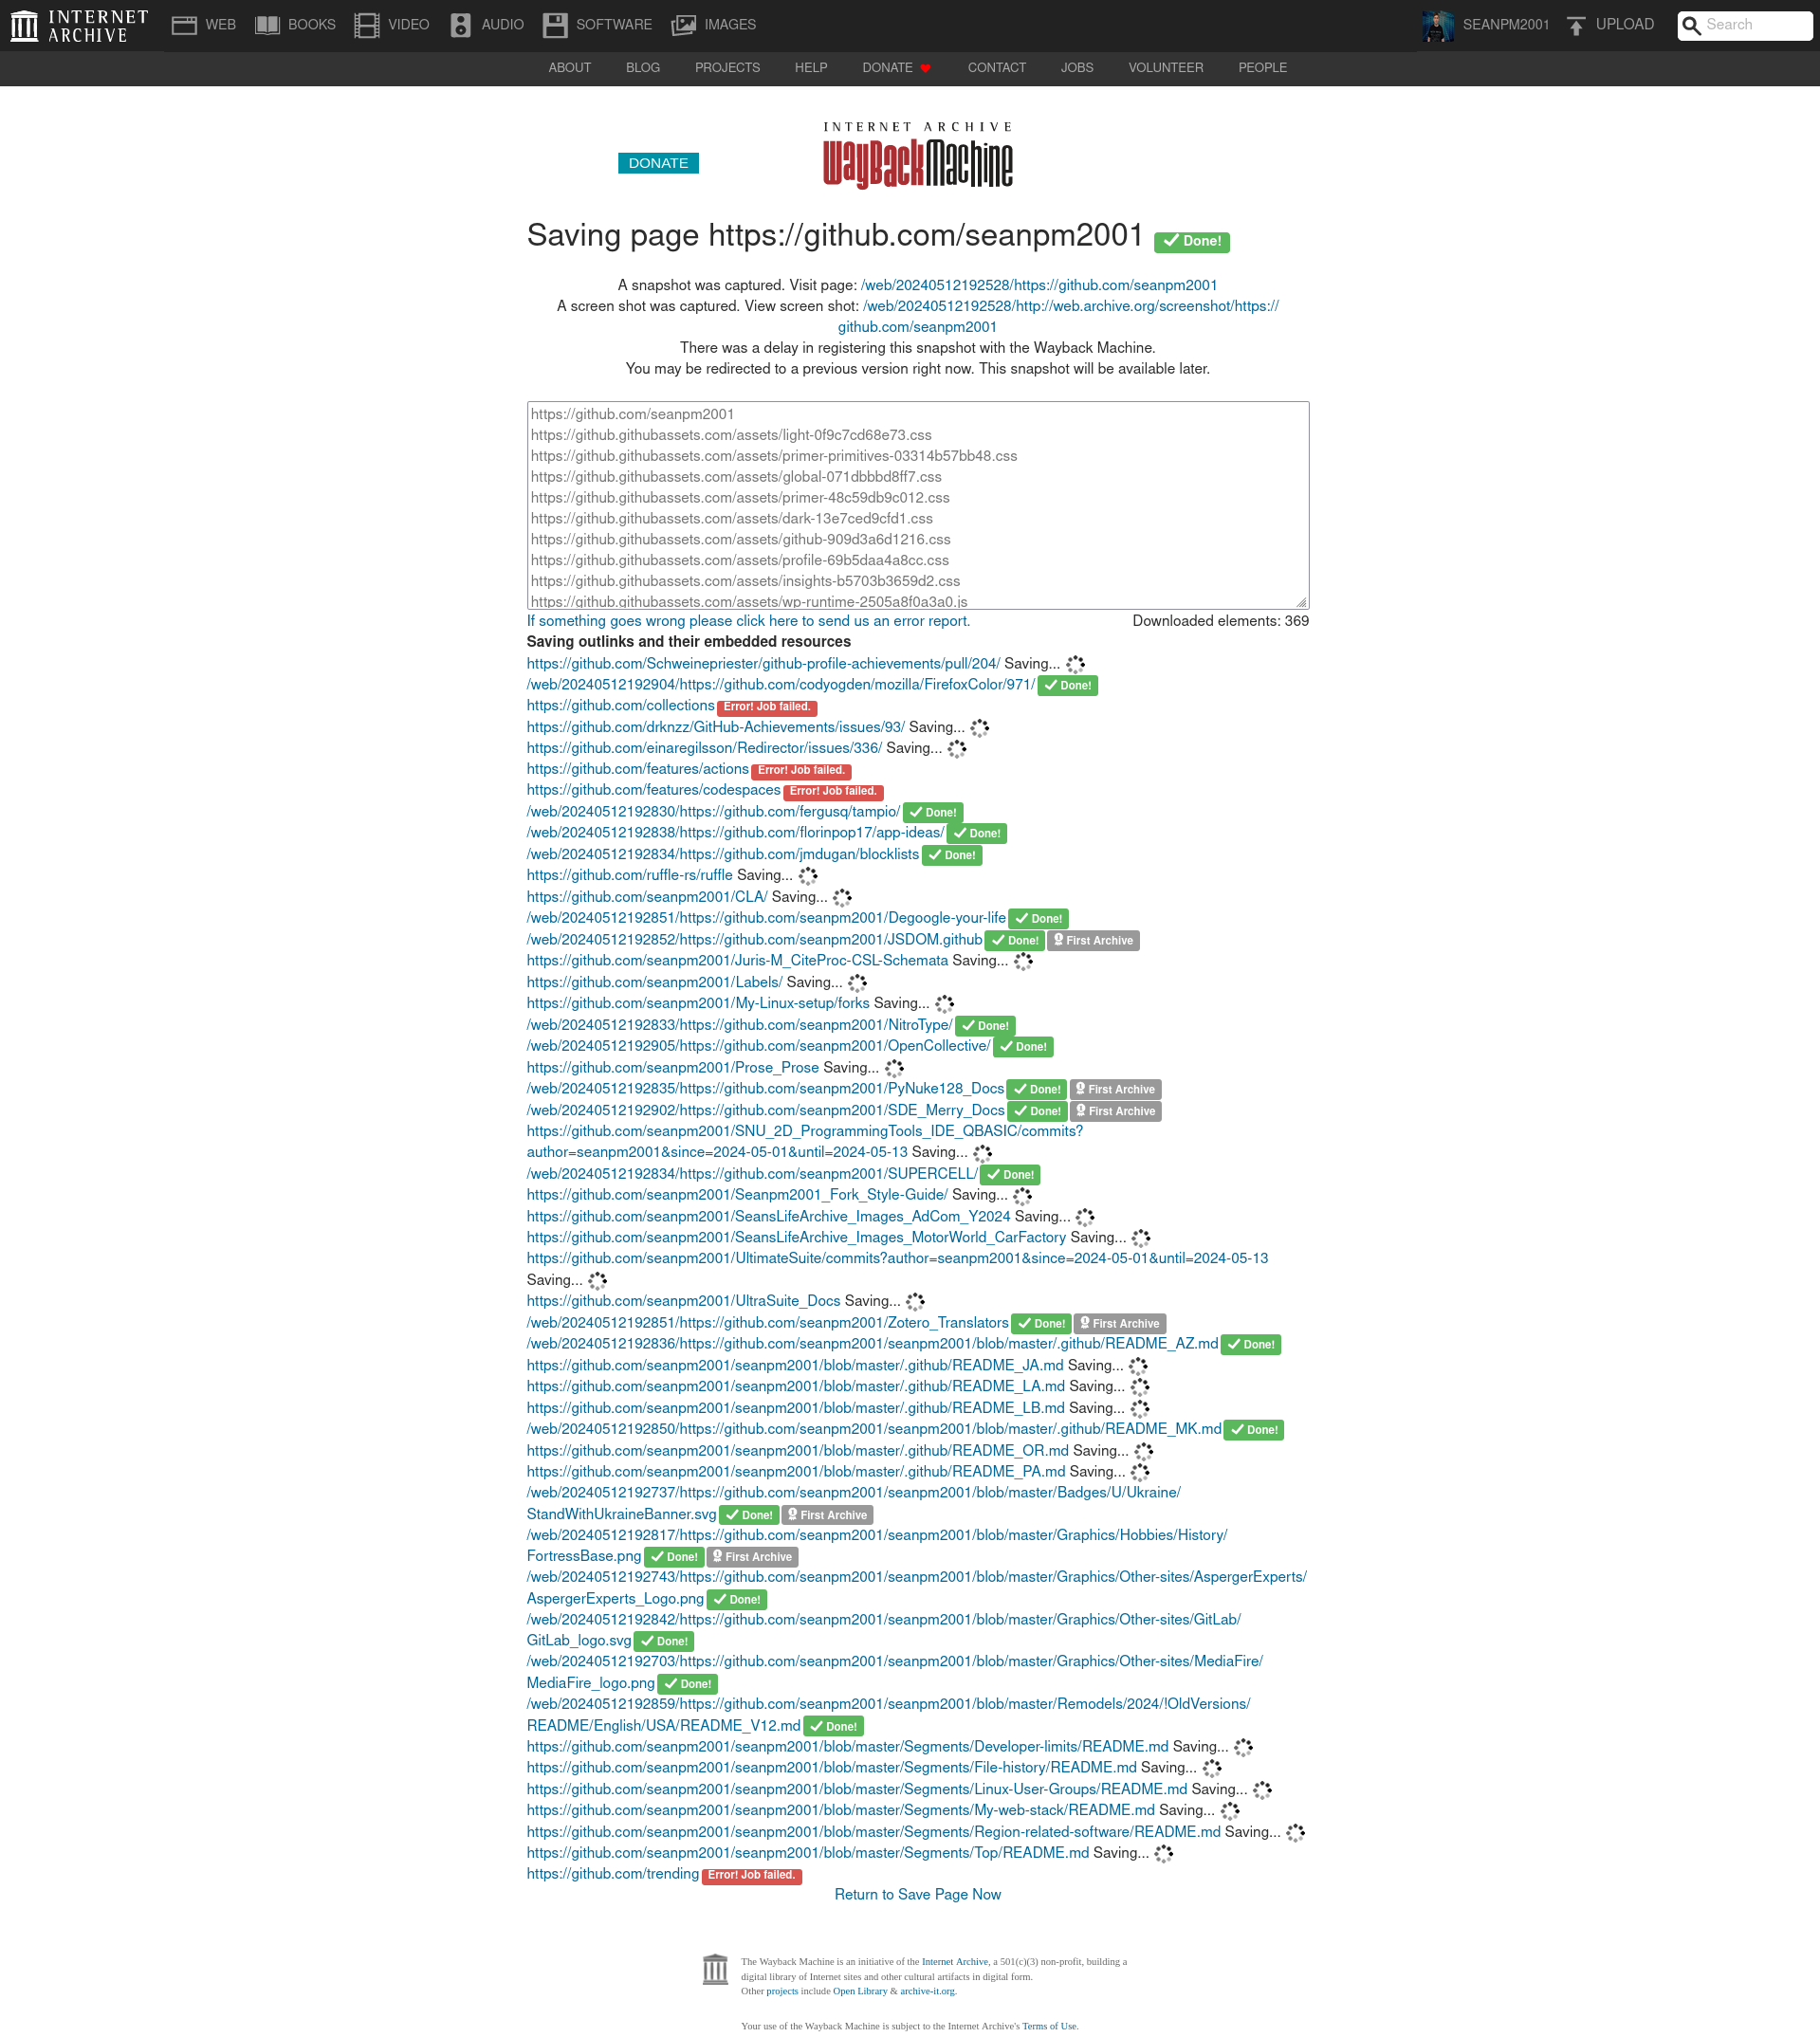 INTERNET ARCHIVE
WEB BOOKS VIDEO AUDIO SOFTWARE IMAGES SEANPM2001 UPLOAD Search
ABOUT BLOG PROJECTS HELP DONATE CONTACT JOBS VOLUNTEER PEOPLE
INTERNET ARCHIVE
DONATE
WayBackMachine
Saving page https://github.com/seanpm2001 Done!
A snapshot was captured. Visit page: /web/20240512192528/https://github.com/seanpm2001
A screen shot was captured. View screen shot: /web/20240512192528/http://web.archive.org/screenshot/https://
github.com/seanpm2001
There was a delay in registering this snapshot with the Wayback Machine.
You may be redirected to a previous version right now. This snapshot will be available later.
https://github.com/seanpm2001
https://github.githubassets.com/assets/light-0f9c7cd68e73.css
https://github.githubassets.com/assets/primer-primitives-03314b57bb48.css
https://github.githubassets.com/assets/global-071dbbbd8ff7.css
https://github.githubassets.com/assets/primer-48c59db9c012.css
https://github.githubassets.com/assets/dark-13e7ced9cfd1.css
https://github.githubassets.com/assets/github-909d3a6d1216.css
https://github.githubassets.com/assets/profile-69b5daa4a8cc.css
https://github.githubassets.com/assets/insights-b5703b3659d2.css
https://github.githubassets.com/assets/wp-runtime-2505a8f0a3a0.js
If something goes wrong please click here to send us an error report. Downloaded elements: 369
Saving outlinks and their embedded resources
https://github.com/Schweinepriester/github-profile-achievements/pull/204/ Saving...
/web/20240512192904/https://github.com/codyogden/mozilla/FirefoxColor/971/ Done!
https://github.com/collections Error! Job failed.
https://github.com/drknzz/GitHub-Achievements/issues/93/ Saving...
https://github.com/einaregilsson/Redirector/issues/336/ Saving...
https://github.com/features/actions Error! Job failed.
https://github.com/features/codespaces Error! Job failed.
/web/20240512192830/https://github.com/fergusq/tampio/ Done!
/web/20240512192838/https://github.com/florinpop17/app-ideas/ Done!
/web/20240512192834/https://github.com/jmdugan/blocklists Done!
https://github.com/ruffle-rs/ruffle Saving...
https://github.com/seanpm2001/CLA/ Saving...
/web/20240512192851/https://github.com/seanpm2001/Degoogle-your-life Done!
/web/20240512192852/https://github.com/seanpm2001/JSDOM.github Done! First Archive
https://github.com/seanpm2001/Juris-M_CiteProc-CSL-Schemata Saving...
https://github.com/seanpm2001/Labels/ Saving...
https://github.com/seanpm2001/My-Linux-setup/forks Saving...
/web/20240512192833/https://github.com/seanpm2001/NitroType/ Done!
/web/20240512192905/https://github.com/seanpm2001/OpenCollective/ Done!
https://github.com/seanpm2001/Prose_Prose Saving...
/web/20240512192835/https://github.com/seanpm2001/PyNuke128_Docs Done! First Archive
/web/20240512192902/https://github.com/seanpm2001/SDE_Merry_Docs Done! First Archive
https://github.com/seanpm2001/SNU_2D_ProgrammingTools_IDE_QBASIC/commits?
author=seanpm2001&since=2024-05-01&until=2024-05-13 Saving...
/web/20240512192834/https://github.com/seanpm2001/SUPERCELL/ Done!
https://github.com/seanpm2001/Seanpm2001_Fork_Style-Guide/ Saving...
https://github.com/seanpm2001/SeansLifeArchive_Images_AdCom_Y2024 Saving...
https://github.com/seanpm2001/SeansLifeArchive_Images_MotorWorld_CarFactory Saving...
https://github.com/seanpm2001/UltimateSuite/commits?author=seanpm2001&since=2024-05-01&until=2024-05-13
Saving...
https://github.com/seanpm2001/UltraSuite_Docs Saving...
/web/20240512192851/https://github.com/seanpm2001/Zotero_Translators Done! First Archive
/web/20240512192836/https://github.com/seanpm2001/seanpm2001/blob/master/.github/README_AZ.md Done!
https://github.com/seanpm2001/seanpm2001/blob/master/.github/README_JA.md Saving...
https://github.com/seanpm2001/seanpm2001/blob/master/.github/README_LA.md Saving...
https://github.com/seanpm2001/seanpm2001/blob/master/.github/README_LB.md Saving...
/web/20240512192850/https://github.com/seanpm2001/seanpm2001/blob/master/.github/README_MK.md Done!
https://github.com/seanpm2001/seanpm2001/blob/master/.github/README_OR.md Saving...
https://github.com/seanpm2001/seanpm2001/blob/master/.github/README_PA.md Saving...
/web/20240512192737/https://github.com/seanpm2001/seanpm2001/blob/master/Badges/U/Ukraine/
StandWithUkraineBanner.svg Done! First Archive
/web/20240512192817/https://github.com/seanpm2001/seanpm2001/blob/master/Graphics/Hobbies/History/
FortressBase.png Done! First Archive
/web/20240512192743/https://github.com/seanpm2001/seanpm2001/blob/master/Graphics/Other-sites/AspergerExperts/
AspergerExperts_Logo.png Done!
/web/20240512192842/https://github.com/seanpm2001/seanpm2001/blob/master/Graphics/Other-sites/GitLab/
GitLab_logo.svg Done!
/web/20240512192703/https://github.com/seanpm2001/seanpm2001/blob/master/Graphics/Other-sites/MediaFire/
MediaFire_logo.png Done!
/web/20240512192859/https://github.com/seanpm2001/seanpm2001/blob/master/Remodels/2024/!OldVersions/
README/English/USA/README_V12.md Done!
https://github.com/seanpm2001/seanpm2001/blob/master/Segments/Developer-limits/README.md Saving...
https://github.com/seanpm2001/seanpm2001/blob/master/Segments/File-history/README.md Saving...
https://github.com/seanpm2001/seanpm2001/blob/master/Segments/Linux-User-Groups/README.md Saving...
https://github.com/seanpm2001/seanpm2001/blob/master/Segments/My-web-stack/README.md Saving...
https://github.com/seanpm2001/seanpm2001/blob/master/Segments/Region-related-software/README.md Saving...
https://github.com/seanpm2001/seanpm2001/blob/master/Segments/Top/README.md Saving...
https://github.com/trending Error! Job failed.
Return to Save Page Now
The Wayback Machine is an initiative of the Internet Archive, a 501(c)(3) non-profit, building a
digital library of Internet sites and other cultural artifacts in digital form.
Other projects include Open Library & archive-it.org.
Your use of the Wayback Machine is subject to the Internet Archive's Terms of Use.